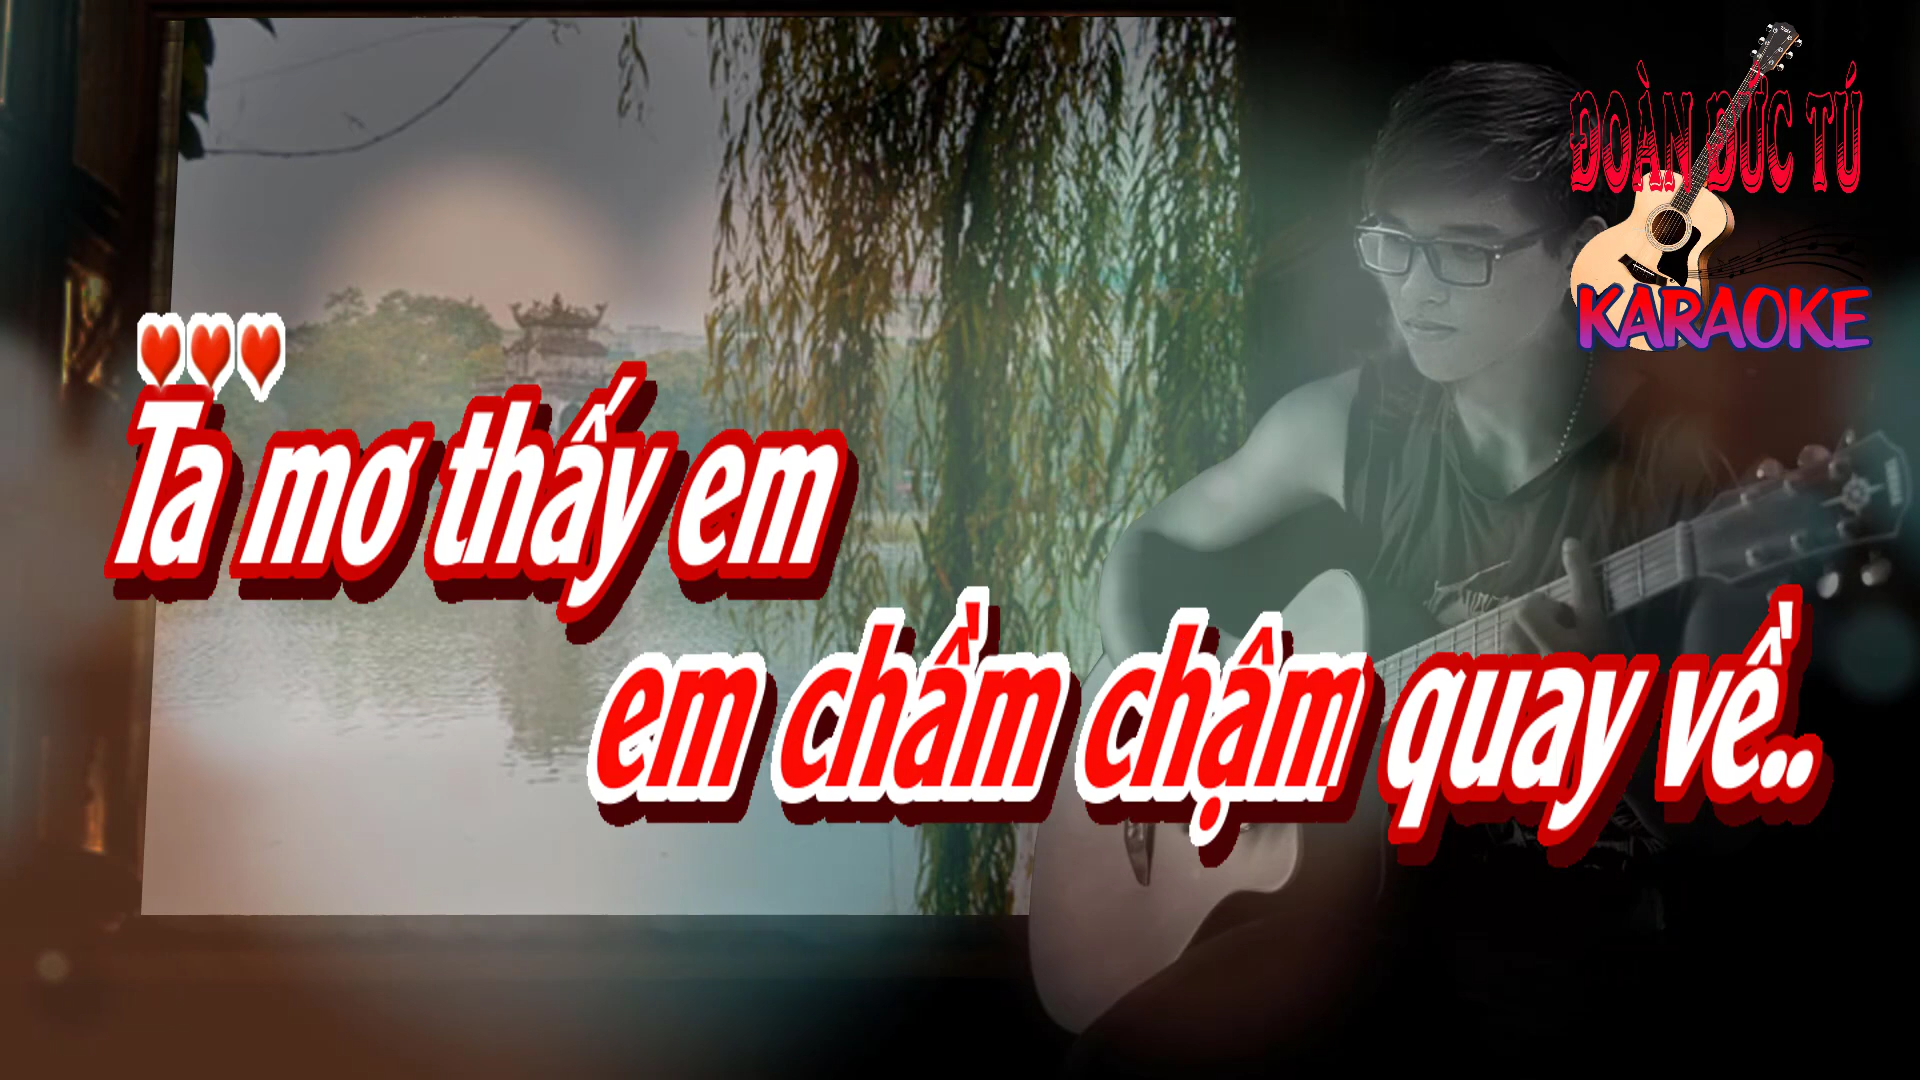 ĐOÀN ĐỨC TÚ
KARAOKE
Ta mơ thấy em
em chầm chậm quay về..